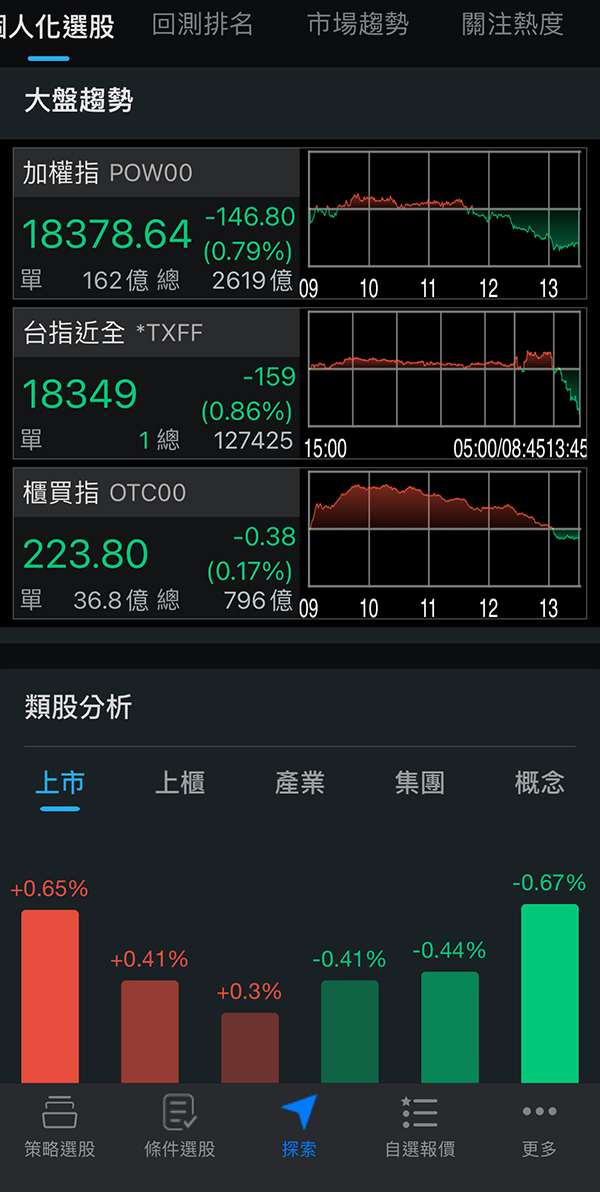 個人化選股 回測排名 市場趨勢 關注熱度
大盤趨勢
加權指 POW00
18378.64 -146.80
(0.79%)
單 162億 總 2619億
09 10 11 12 13
台指近全 *TXFF
18349 -159
(0.86%)
單 1 總 127425
15:00 05:00/08:4513:45
櫃買指 OTC00
223.80 -0.38
(0.17%)
單 36.8億 總 796億
09 10 11 12 13
類股分析
上市 上櫃 產業 集團 概念
+0.65% +0.41% +0.3% -0.41% -0.44% -0.67%
策略選股 條件選股 探索 自選報價 更多